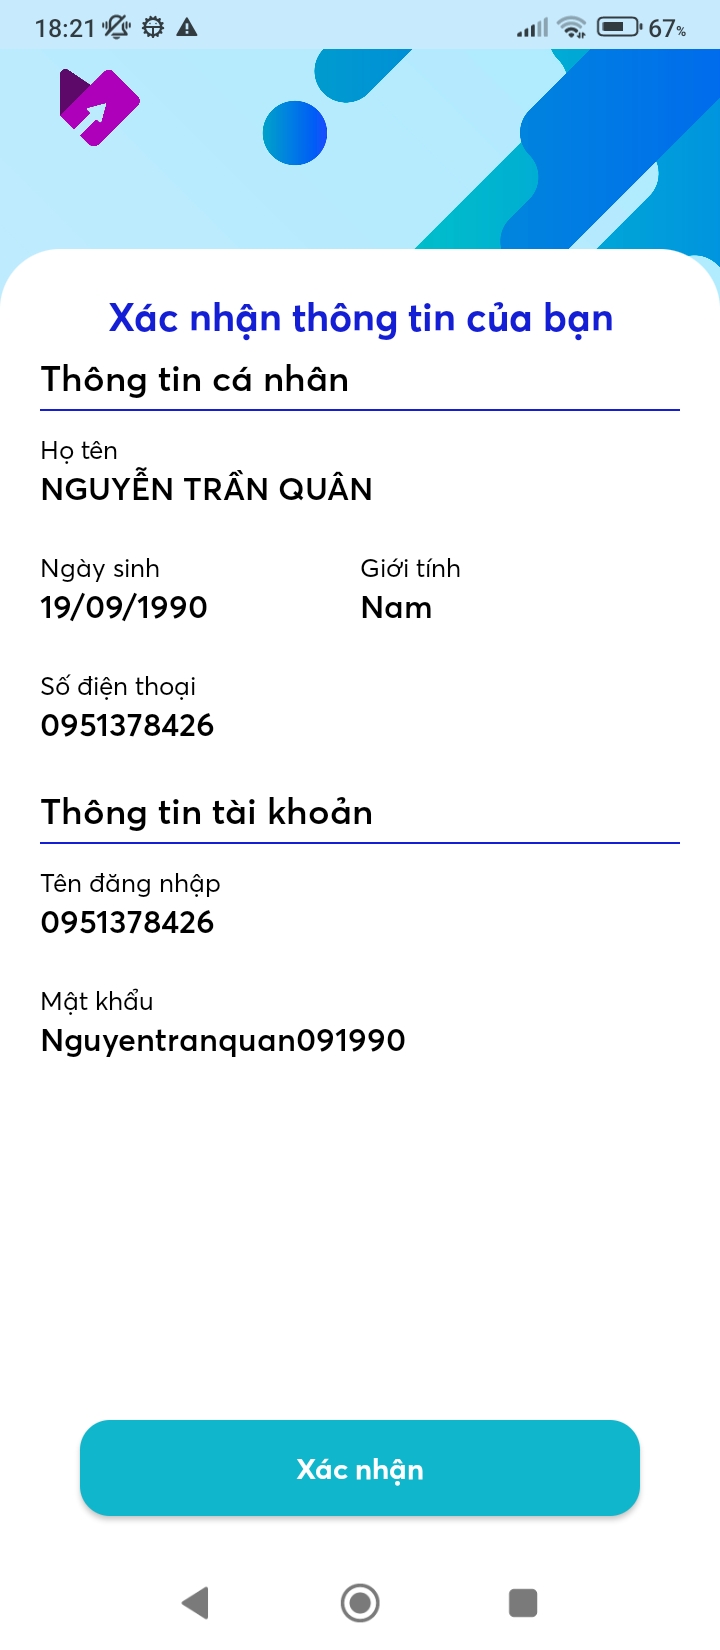 18:21
67%
Xác nhận thông tin của bạn
Thông tin cá nhân
Họ tên
NGUYỄN TRẦN QUÂN
Ngày sinh
Giới tính
19/09/1990
Nam
Số điện thoại
0951378426
Thông tin tài khoản
Tên đăng nhập
0951378426
Mật khẩu
Nguyentranquan091990
Xác nhận